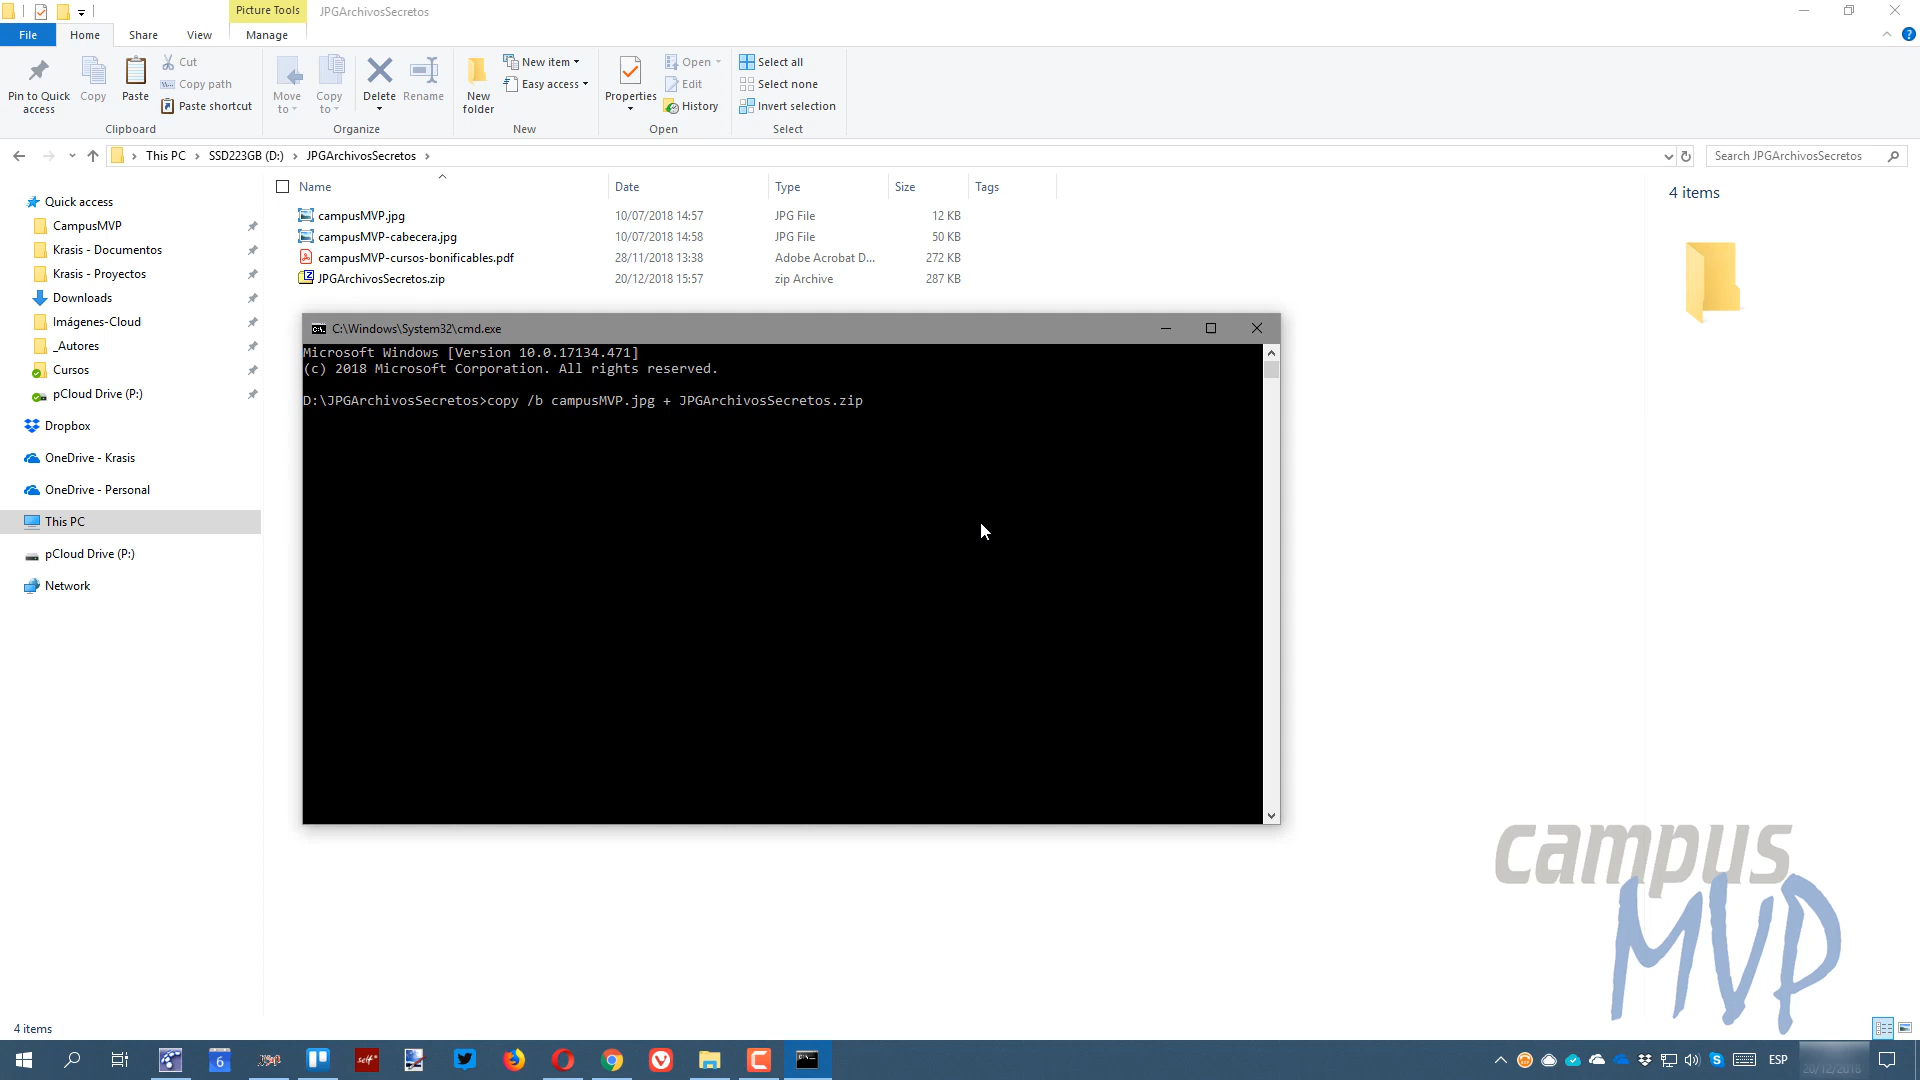 Picture Tools JPGArchivosSecretos
File Home Share View Manage
Pin to Quick access
Copy
Paste
Cut
Copy path
Paste shortcut
Clipboard
Move to
Copy to
Delete
Rename
Organize
New folder
New item
Easy access
New
Properties
Open
Edit
History
Open
Select all
Select none
Invert selection
Select
This PC SSD223GB (D:) JPGArchivosSecretos
Search JPGArchivosSecretos
Quick access
CampusMVP
Krasis - Documentos
Krasis - Proyectos
Downloads
Imágenes-Cloud
_Autores
Cursos
pCloud Drive (P:)
Dropbox
OneDrive - Krasis
OneDrive - Personal
This PC
pCloud Drive (P:)
Network
Name Date Type Size Tags
campusMVP.jpg 10/07/2018 14:57 JPG File 12 KB
campusMVP-cabecera.jpg 10/07/2018 14:58 JPG File 50 KB
campusMVP-cursos-bonificables.pdf 28/11/2018 13:38 Adobe Acrobat D... 272 KB
JPGArchivosSecretos.zip 20/12/2018 15:57 zip Archive 287 KB
4 items
C:\Windows\System32\cmd.exe
Microsoft Windows [Version 10.0.17134.471]
(c) 2018 Microsoft Corporation. All rights reserved.
D:\JPGArchivosSecretos>copy /b campusMVP.jpg + JPGArchivosSecretos.zip
campus
MVP
4 items
6
self*
ESP
20/12/2018